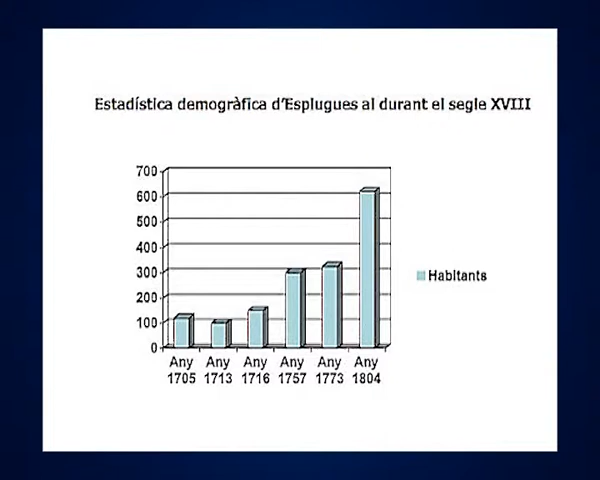 Estadística demogràfica d'Esplugues al durant el segle XVIII
700
600
500
400
300
200
100
0
Any 1705
Any 1713
Any 1716
Any 1757
Any 1773
Any 1804
Habitants